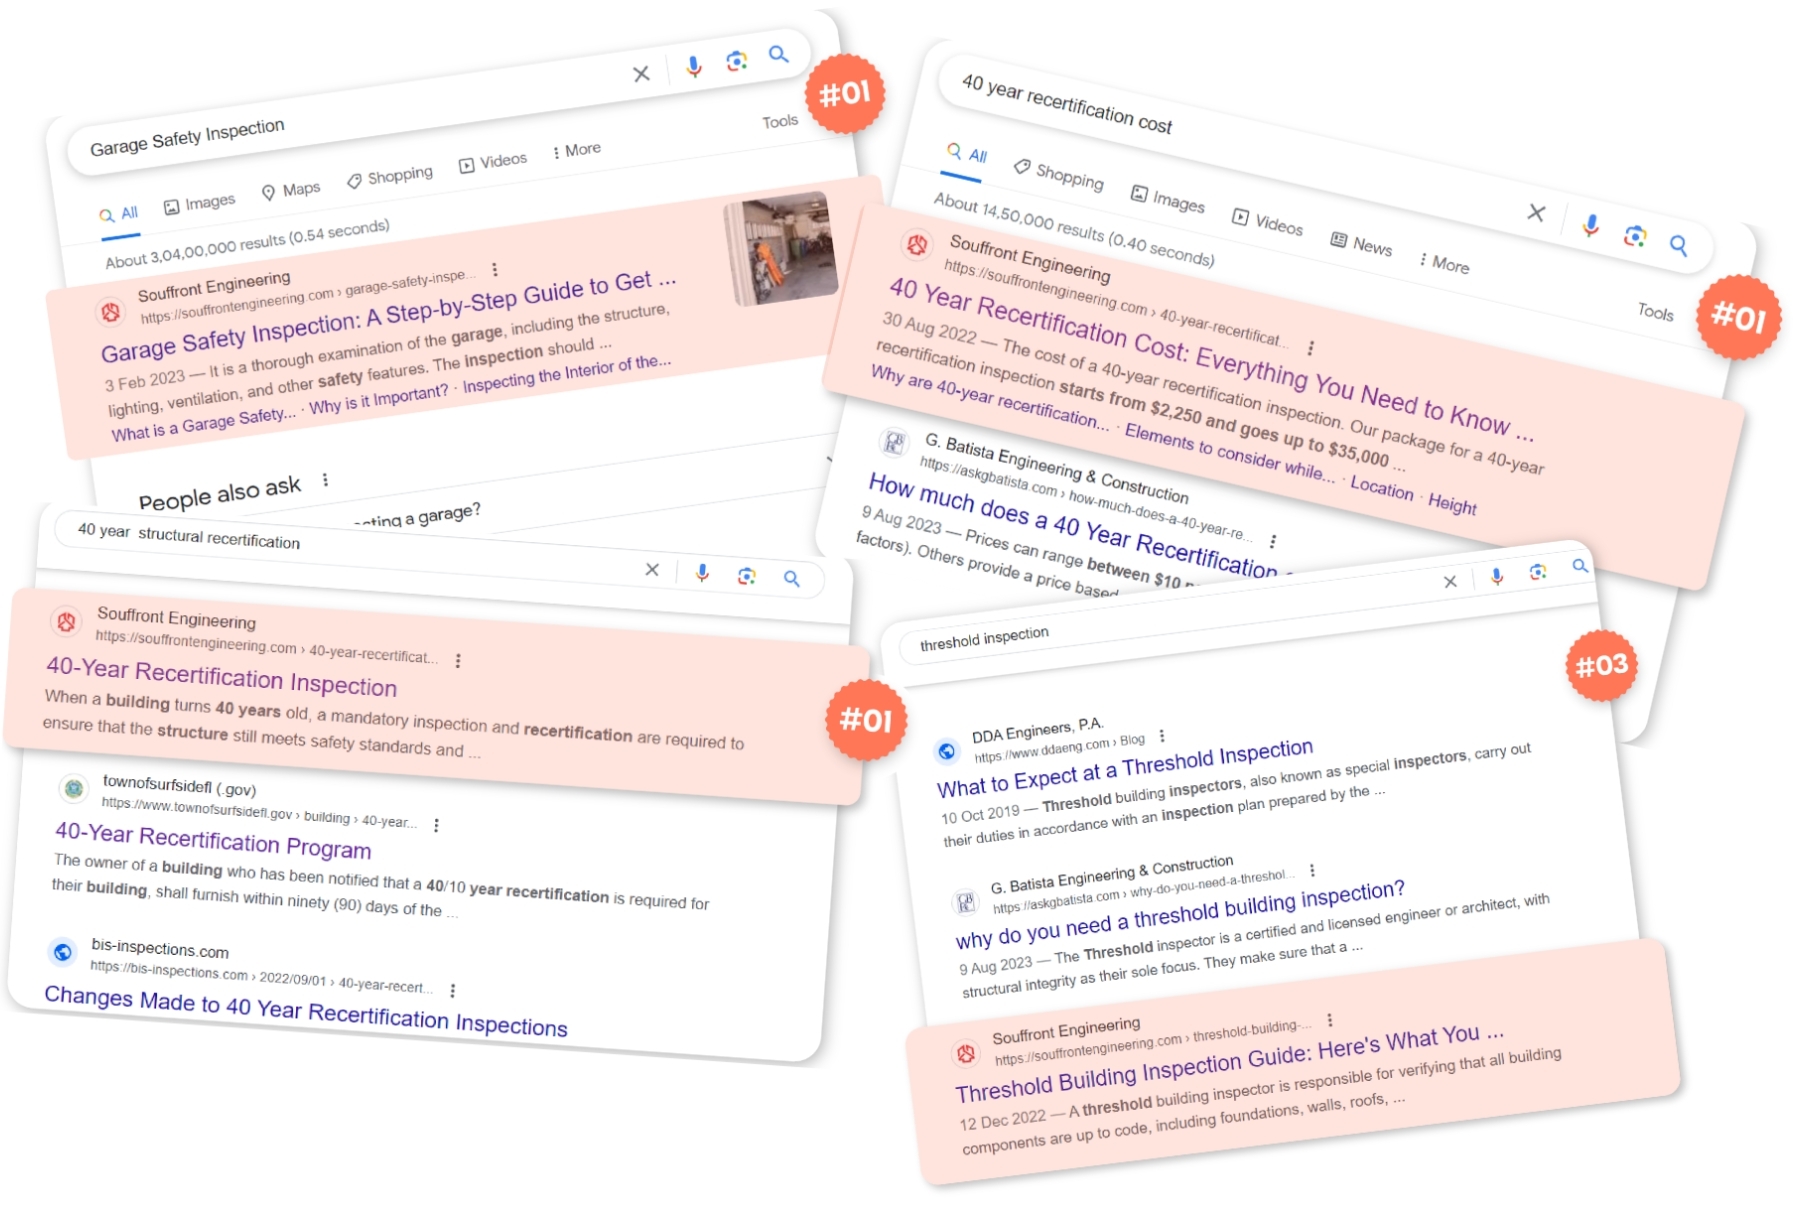 Garage Safety Inspection
#01
All
Images
Maps
Shopping
Videos
More
Tools
About 3,04,00,000 results (0.54 seconds)
Souffront Engineering
https://souffrontengineering.com › garage-safety-inspe...
Garage Safety Inspection: A Step-by-Step Guide to Get ...
3 Feb 2023 — It is a thorough examination of the garage, including the structure,
lighting, ventilation, and other safety features. The inspection should ...
What is a Garage Safety... · Why is it Important? · Inspecting the Interior of the...
People also ask
a garage?
40 year recertification cost
#01
All
Shopping
Images
Videos
News
More
Tools
About 14,50,000 results (0.40 seconds)
Souffront Engineering
https://souffrontengineering.com › 40-year-recertificat...
40 Year Recertification Cost: Everything You Need to Know ...
30 Aug 2022 — The cost of a 40-year recertification inspection. Our package for a 40-year
recertification inspection starts from $2,250 and goes up to $35,000 ...
Why are 40-year recertification... · Elements to consider while... · Location · Height
G. Batista Engineering & Construction
https://askgbatista.com › how-much-does-a-40-year-re...
How much does a 40 Year Recertification
9 Aug 2023 — Prices can range between $10
factors). Others provide a price based
40 year structural recertification
#01
Souffront Engineering
https://souffrontengineering.com › 40-year-recertificat...
40-Year Recertification Inspection
When a building turns 40 years old, a mandatory inspection and recertification are required to
ensure that the structure still meets safety standards and ...
townofsurfsidefl (.gov)
https://www.townofsurfsidefl.gov › building › 40-year...
40-Year Recertification Program
The owner of a building who has been notified that a 40/10 year recertification is required for
their building, shall furnish within ninety (90) days of the ...
bis-inspections.com
https://bis-inspections.com › 2022/09/01 › 40-year-recert...
Changes Made to 40 Year Recertification Inspections
threshold inspection
#03
DDA Engineers, P.A.
https://www.ddaeng.com › Blog
What to Expect at a Threshold Inspection
10 Oct 2019 — Threshold building inspectors, also known as special inspectors, carry out
their duties in accordance with an inspection plan prepared by the ...
G. Batista Engineering & Construction
https://askgbatista.com › why-do-you-need-a-threshol...
why do you need a threshold building inspection?
9 Aug 2023 — The Threshold inspector is a certified and licensed engineer or architect, with
structural integrity as their sole focus. They make sure that a ...
Souffront Engineering
https://souffrontengineering.com › threshold-building-...
Threshold Building Inspection Guide: Here's What You ...
12 Dec 2022 — A threshold building inspector is responsible for verifying that all building
components are up to code, including foundations, walls, roofs, ...